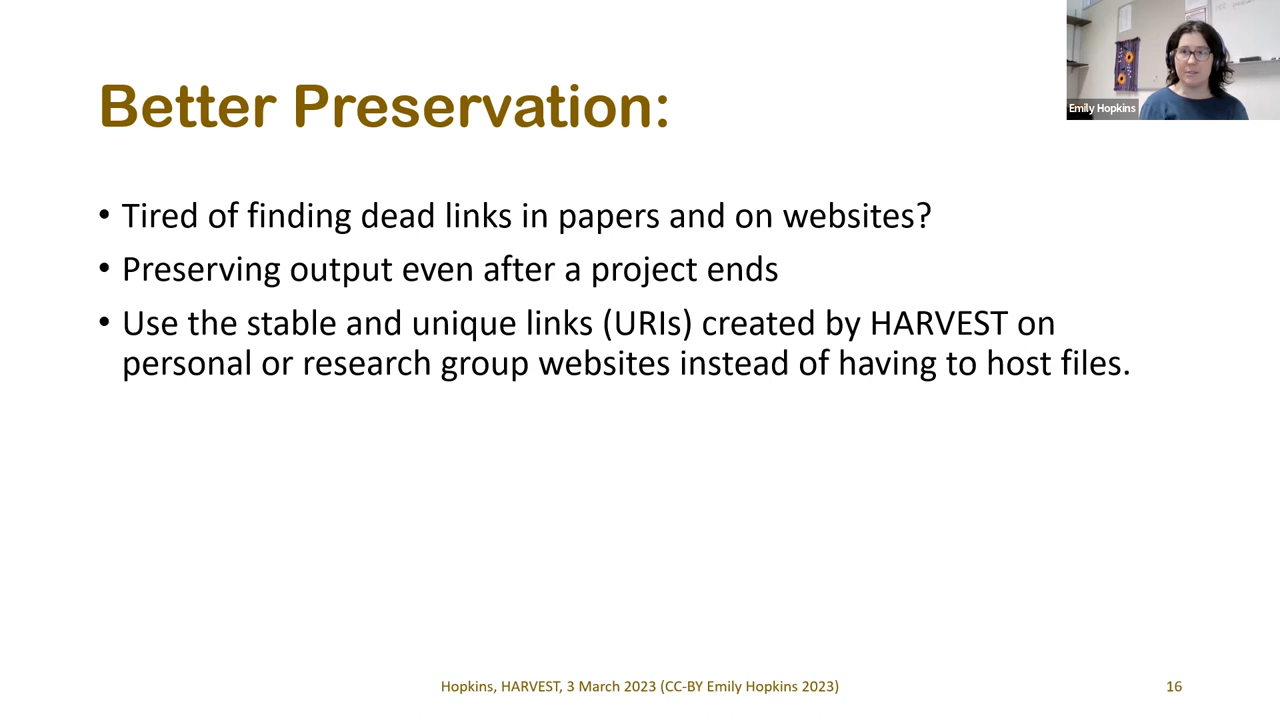 Better Preservation:
Emily Hopkins
• Tired of finding dead links in papers and on websites?
• Preserving output even after a project ends
• Use the stable and unique links (URIs) created by HARVEST on
personal or research group websites instead of having to host files.
Hopkins, HARVEST, 3 March 2023 (CC-BY Emily Hopkins 2023)
16